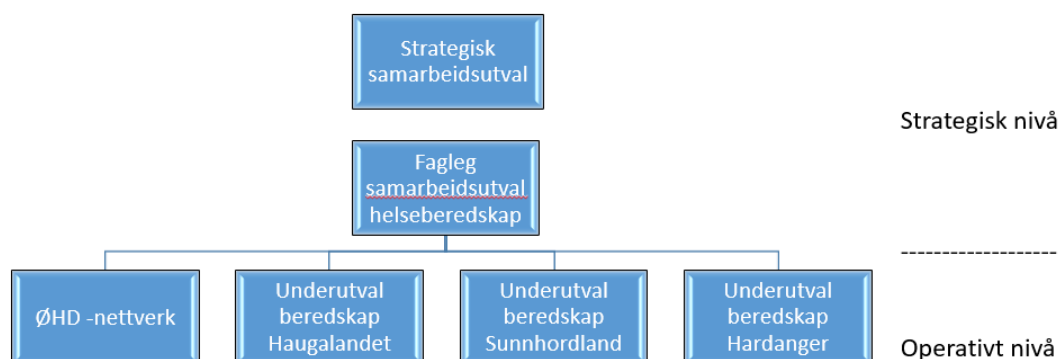 Strategisk
samarbeidsutval
Strategisk nivå
Fagleg
samarbeidsutval
helseberedskap
-------------------
ØHD -nettverk
Underutval
beredskap
Haugalandet
Underutval
beredskap
Sunnhordland
Underutval
beredskap
Hardanger
Operativt nivå